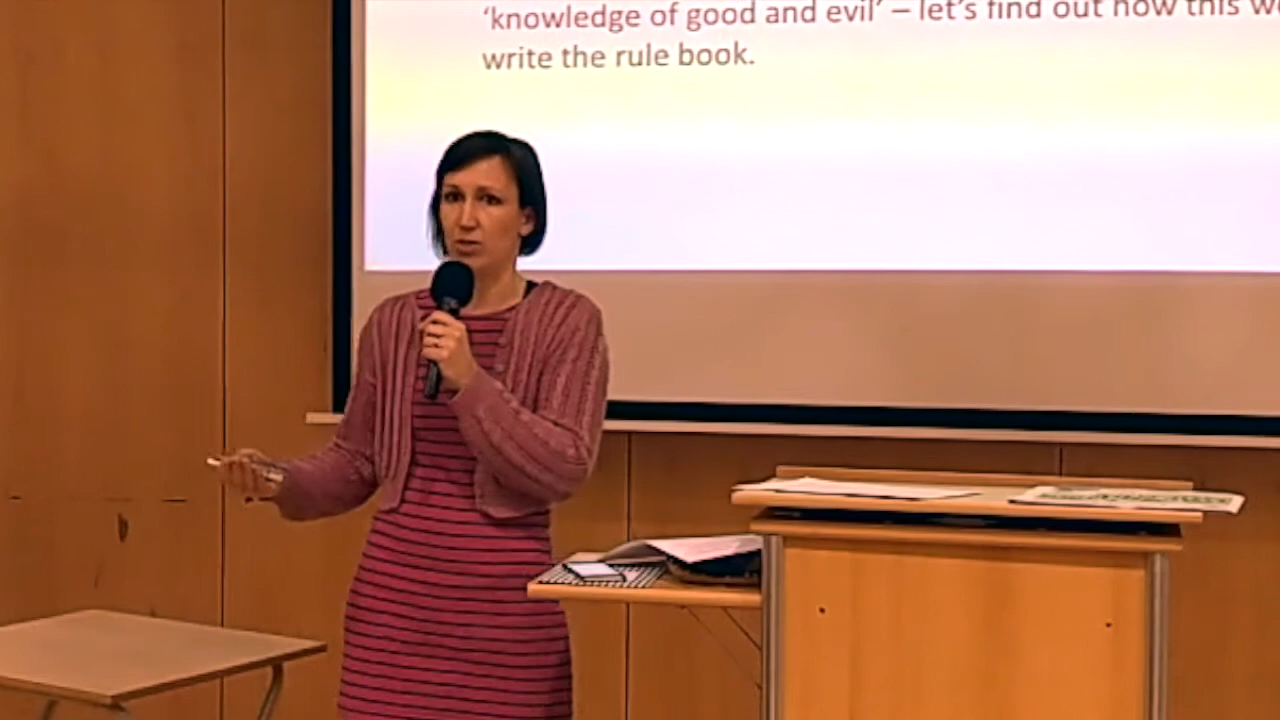 ‘knowledge of good and evil’ – let’s find out how this
write the rule book.